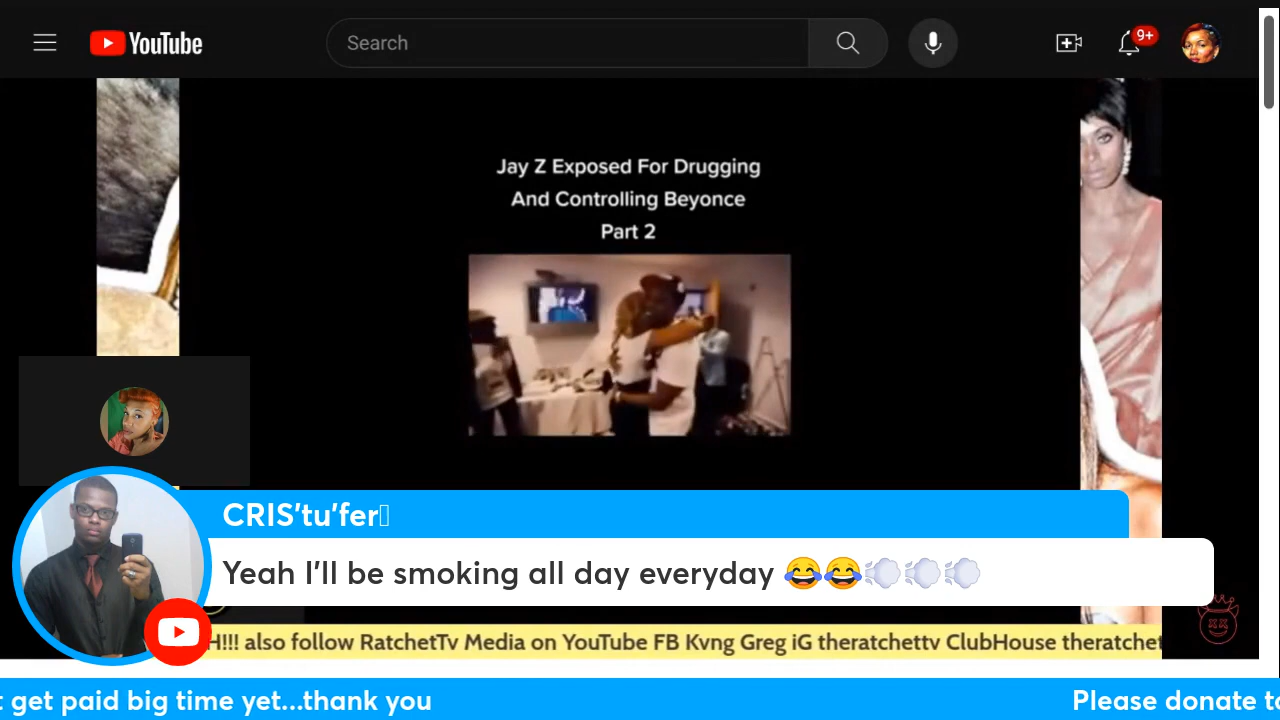 YouTube
Search
9+
Jay Z Exposed For Drugging
And Controlling Beyonce
Part 2
CRIS'tu'fer
Yeah I'll be smoking all day everyday 😂😂💨💨💨
H!!! also follow RatchetTv Media on YouTube FB Kvng Greg iG theratchettv ClubHouse theratchet
get paid big time yet...thank you
Please donate to